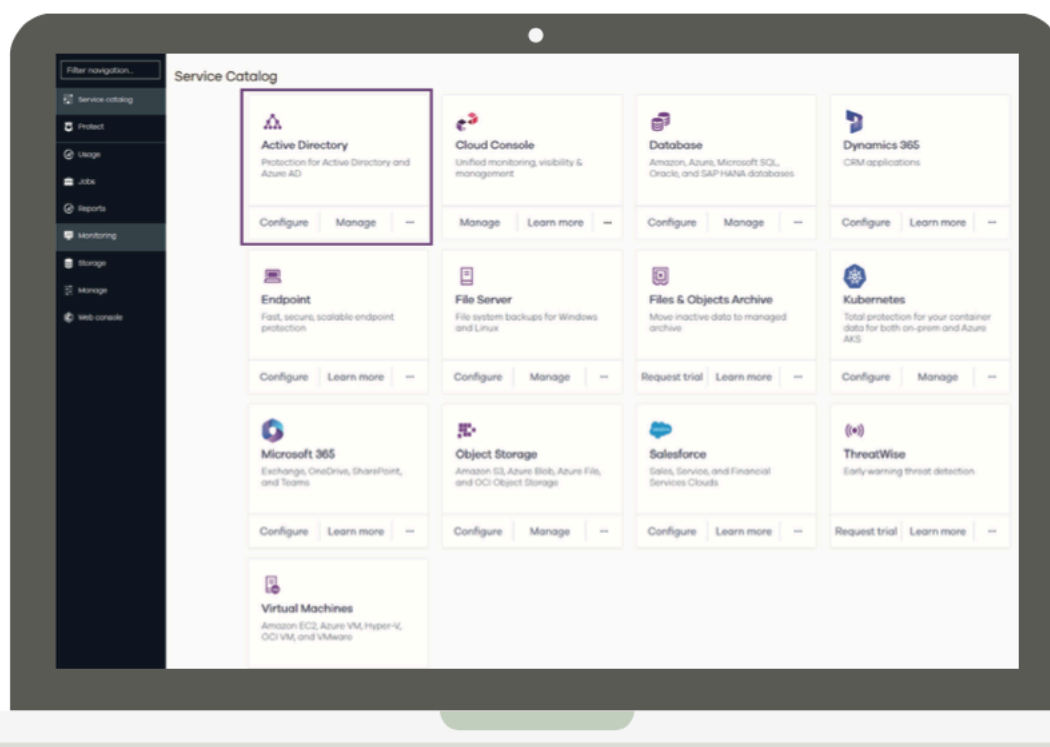 Filter navigation...
Service catalog
Protect
Usage
Jobs
Reports
Monitoring
Storage
Manage
Web console
Service Catalog
Active Directory
Protection for Active Directory and
Azure AD
Configure Manage ...
Cloud Console
Unified monitoring, visibility &
management
Manage Learn more ...
Database
Amazon, Azure, Microsoft SQL,
Oracle, and SAP HANA databases
Configure Manage ...
Dynamics 365
CRM applications
Configure Learn more ...
Endpoint
Fast, secure, scalable endpoint
protection
Configure Learn more ...
File Server
File system backups for Windows
and Linux
Configure Manage ...
Files & Objects Archive
Move inactive data to managed
archive
Request trial Learn more ...
Kubernetes
Total protection for your container
data for both on-prem and Azure
AKS
Configure Manage ...
Microsoft 365
Exchange, OneDrive, SharePoint,
and Teams
Configure Learn more ...
Object Storage
Amazon S3, Azure Blob, Azure File,
and OCI Object Storage
Configure Manage ...
Salesforce
Sales, Service, and Financial
Services Clouds
Configure Learn more ...
ThreatWise
Early warning threat detection
Request trial Learn more ...
Virtual Machines
Amazon EC2, Azure VM, Hyper-V,
OCI VM, and VMware